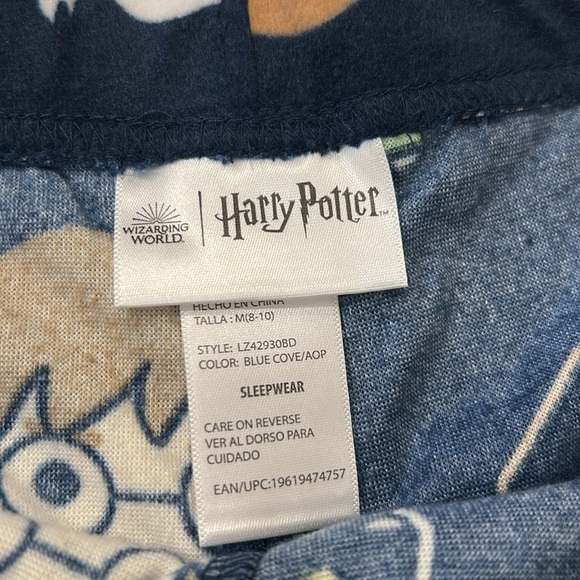 WIZARDING
WORLD.
Harry Potter™
HECHO EN CHINA
TALLA : M(8-10)
STYLE: LZ42930BD
COLOR: BLUE COVE/AOP
SLEEPWEAR
CARE ON REVERSE
VER AL DORSO PARA
CUIDADO
EAN/UPC:19619474757